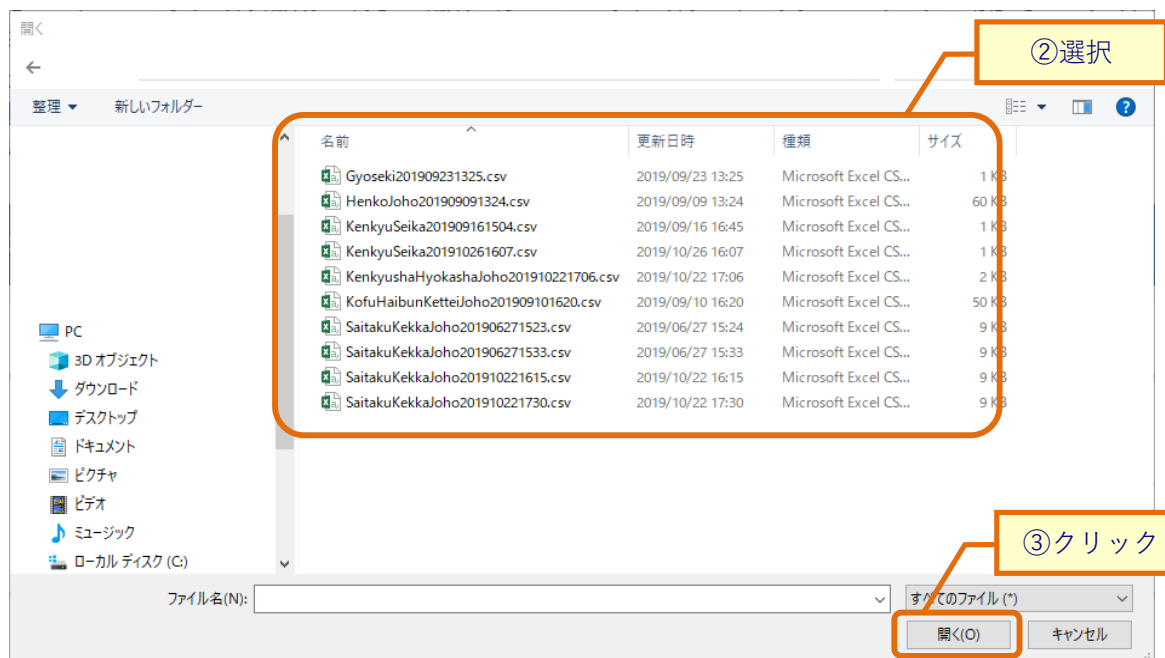 開く
②選択
整理 新しいフォルダー
名前 更新日時 種類 サイズ
Gyoseki201909231325.csv 2019/09/23 13:25 Microsoft Excel CS... 1 KB
HenkoJoho201909091324.csv 2019/09/09 13:24 Microsoft Excel CS... 60 KB
KenkyuSeika201909161504.csv 2019/09/16 16:45 Microsoft Excel CS... 1 KB
KenkyuSeika201910261607.csv 2019/10/26 16:07 Microsoft Excel CS... 1 KB
KenkyushaHyokashaJoho201910221706.csv 2019/10/22 17:06 Microsoft Excel CS... 2 KB
KofuHaibunKetteiJoho201909101620.csv 2019/09/10 16:20 Microsoft Excel CS... 50 KB
SaitakuKekkaJoho201906271523.csv 2019/06/27 15:24 Microsoft Excel CS... 9 KB
SaitakuKekkaJoho201906271533.csv 2019/06/27 15:33 Microsoft Excel CS... 9 KB
SaitakuKekkaJoho201910221615.csv 2019/10/22 16:15 Microsoft Excel CS... 9 KB
SaitakuKekkaJoho201910221730.csv 2019/10/22 17:30 Microsoft Excel CS... 9 KB
PC
3D オブジェクト
ダウンロード
デスクトップ
ドキュメント
ピクチャ
ビデオ
ミュージック
ローカル ディスク (C:)
③クリック
ファイル名(N): すべてのファイル (*)
開く(O) キャンセル